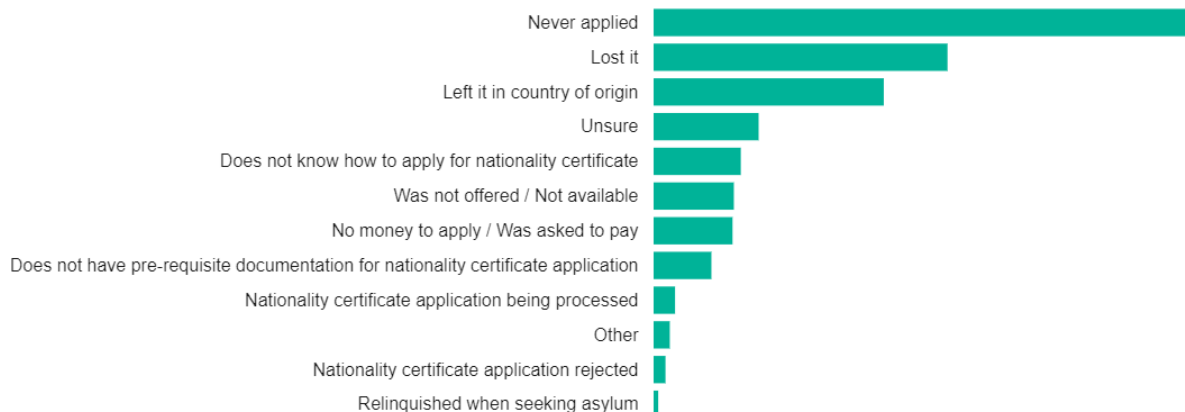 Never applied
Lost it
Left it in country of origin
Unsure
Does not know how to apply for nationality certificate
Was not offered / Not available
No money to apply / Was asked to pay
Does not have pre-requisite documentation for nationality certificate application
Nationality certificate application being processed
Other
Nationality certificate application rejected
Relinquished when seeking asylum